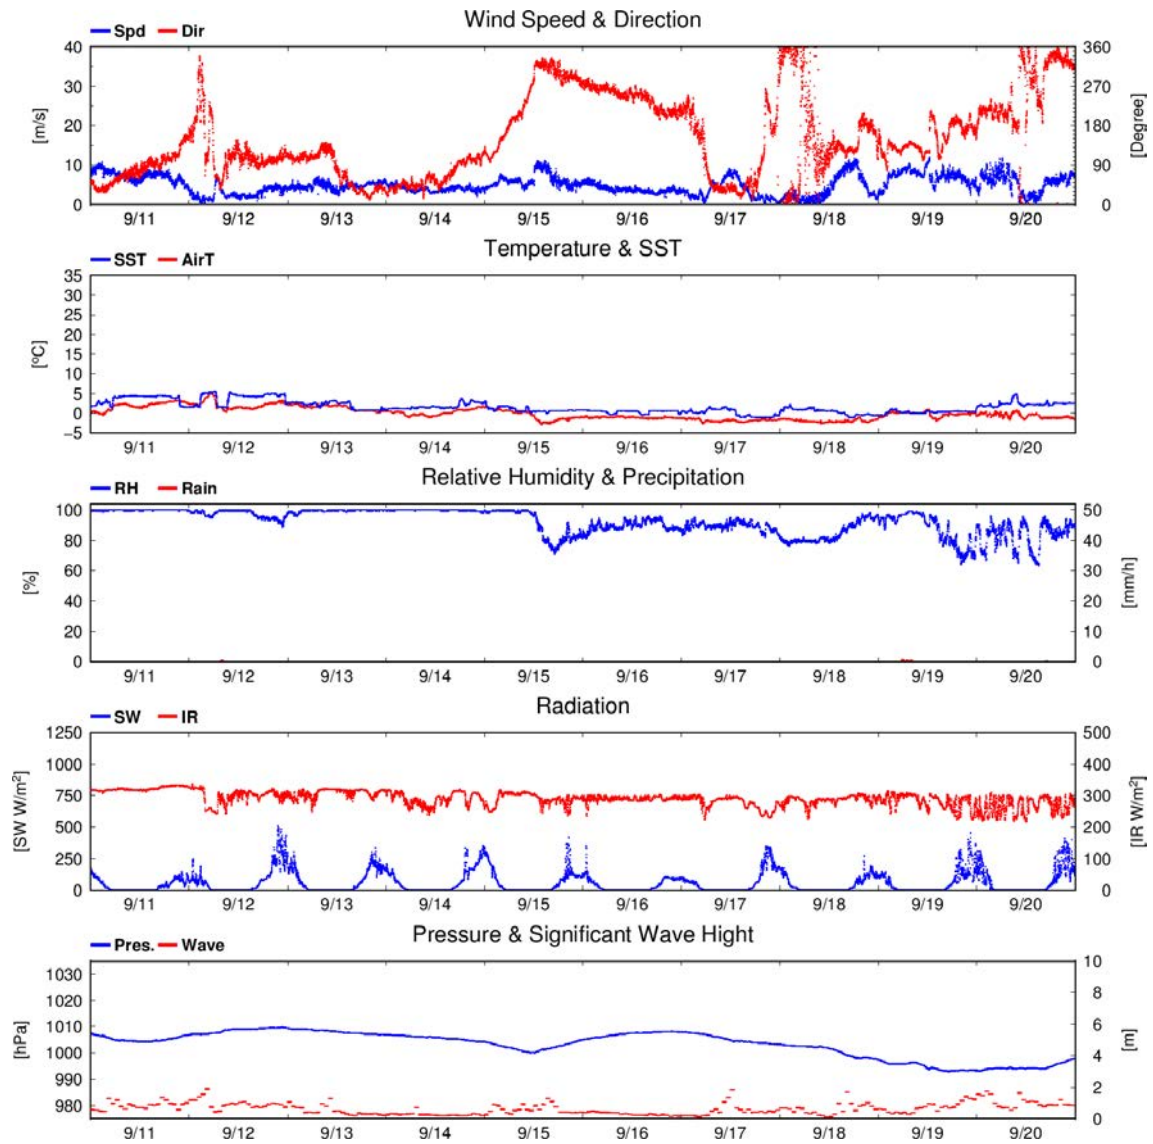 Wind Speed & Direction
Spd Dir
40 360
30 270
20 180
10 90
0 0
[m/s] [Degree]
9/11 9/12 9/13 9/14 9/15 9/16 9/17 9/18 9/19 9/20
Temperature & SST
SST AirT
35
30
25
20
15
10
5
0
−5
[°C]
9/11 9/12 9/13 9/14 9/15 9/16 9/17 9/18 9/19 9/20
Relative Humidity & Precipitation
RH Rain
100 50
80 40
60 30
40 20
20 10
0 0
[%] [mm/h]
9/11 9/12 9/13 9/14 9/15 9/16 9/17 9/18 9/19 9/20
Radiation
SW IR
1250 500
1000 400
750 300
500 200
250 100
0 0
[SW W/m²] [IR W/m²]
9/11 9/12 9/13 9/14 9/15 9/16 9/17 9/18 9/19 9/20
Pressure & Significant Wave Hight
Pres. Wave
10
1030
8
1020
6
1010
1000 4
990
2
980
0
[hPa] [m]
9/11 9/12 9/13 9/14 9/15 9/16 9/17 9/18 9/19 9/20